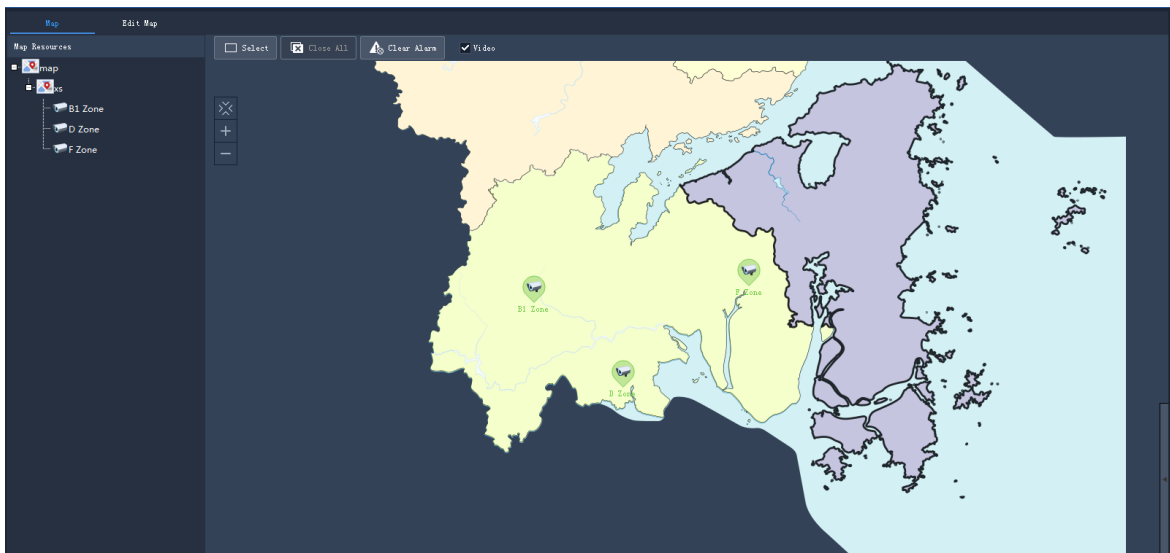 Map Edit Map
Map Resources
Select Close All Clear Alarm Video
map
xs
B1 Zone
D Zone
F Zone
F Zone
B1 Zone
D Zone